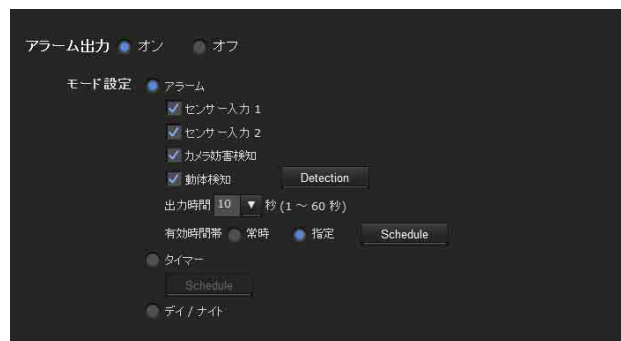 アラーム出力 オン オフ
モード設定 アラーム
センサー入力 1
センサー入力 2
カメラ妨害検知
動体検知 Detection
出力時間 10 ▼ 秒 (1 ～ 60 秒)
有効時間帯 常時 指定 Schedule
タイマー
Schedule
デイ / ナイト